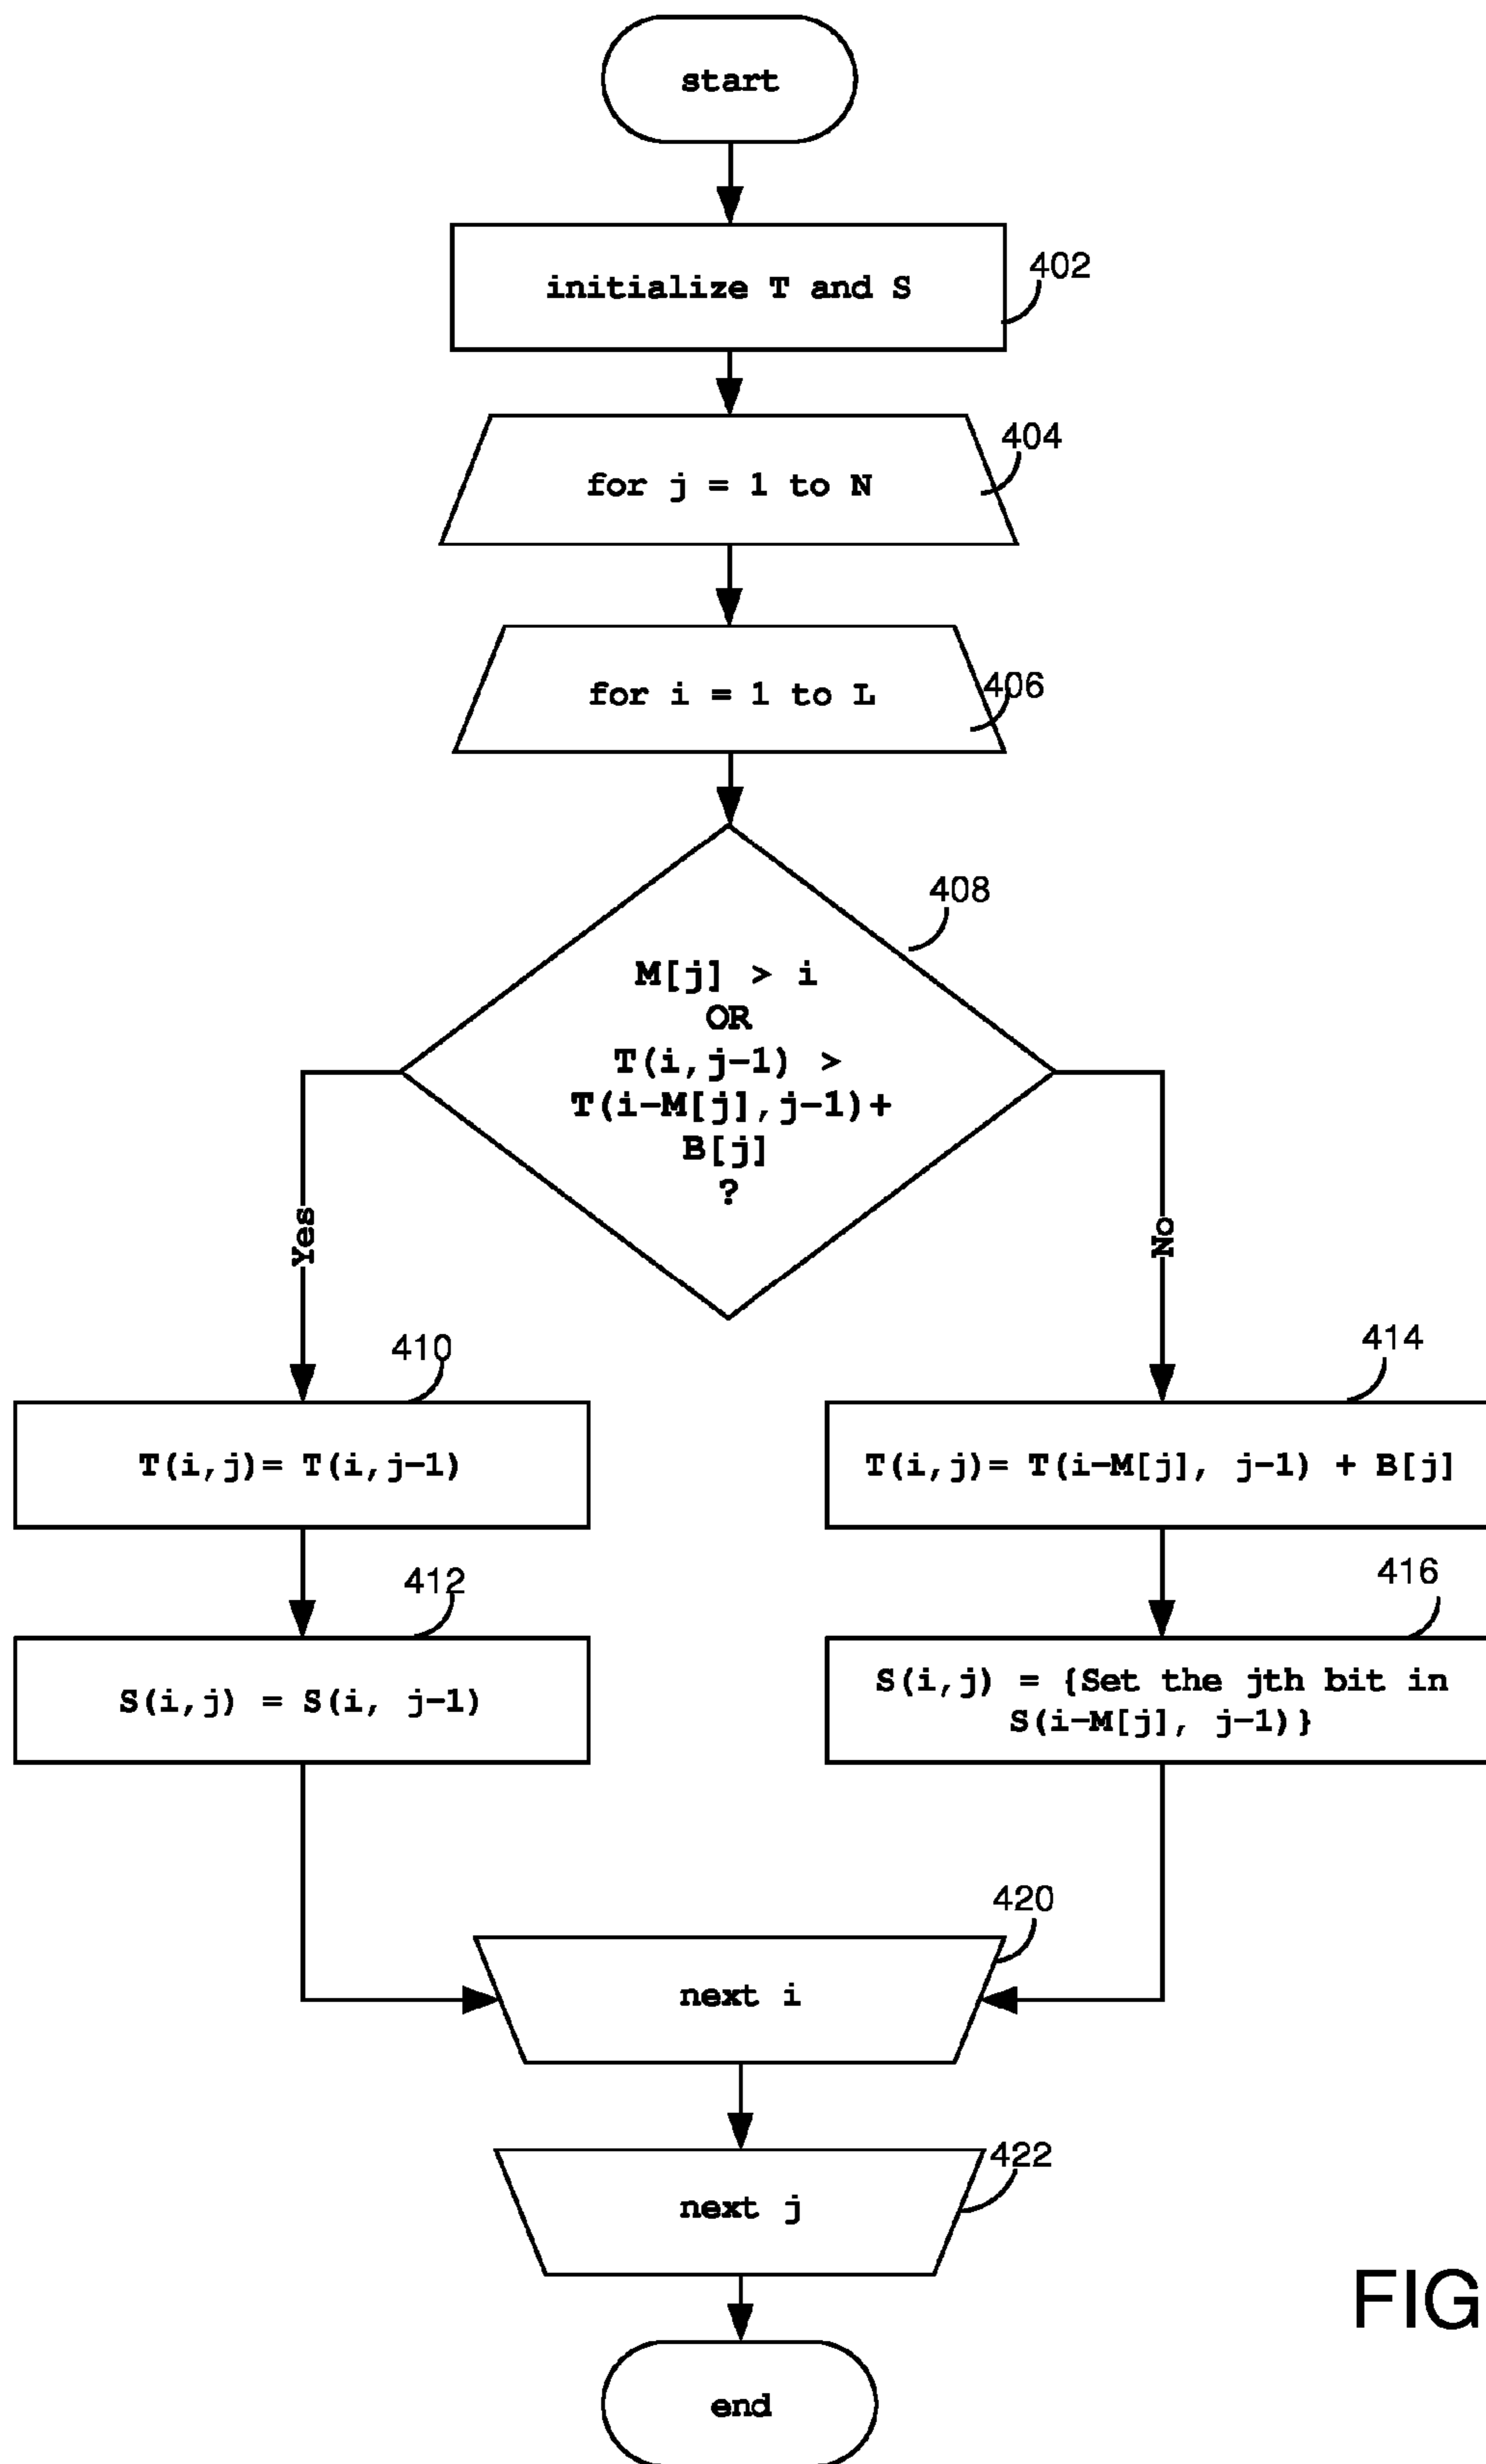 start
initialize T and S
402
for j = 1 to N
404
for i = 1 to L
406
408
M[j] > i
OR
T(i,j-1) >
T(i-M[j],j-1)+
B[j]
?
Yes
No
410
414
T(i,j)= T(i,j-1)
T(i,j)= T(i-M[j], j-1) + B[j]
412
416
S(i,j) = S(i, j-1)
S(i,j) = {Set the jth bit in
S(i-M[j], j-1)}
420
next i
422
next j
FIG
end